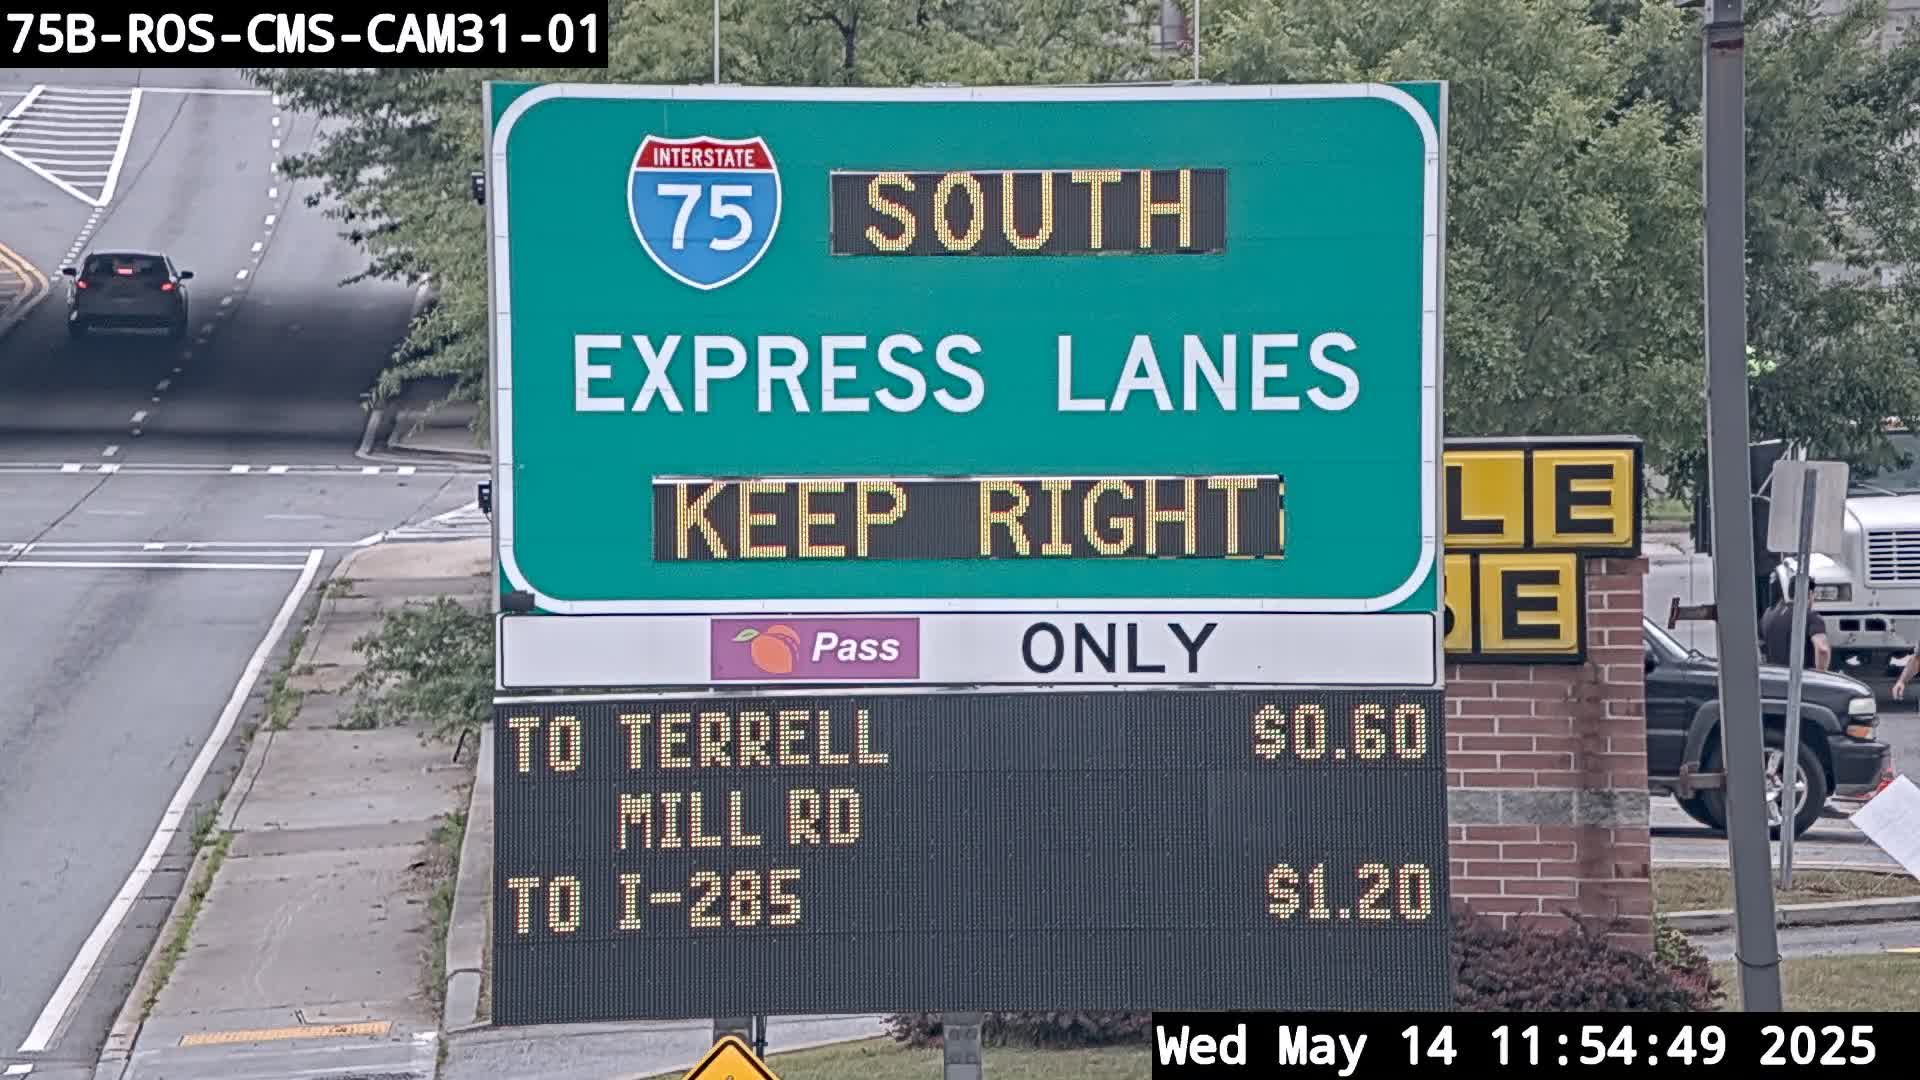 75B-ROS-CMS-CAM31-01
INTERSTATE
75
SOUTH
EXPRESS LANES
KEEP RIGHT
Pass ONLY
TO TERRELL $0.60
MILL RD
TO I-285 $1.20
LE
E
Wed May 14 11:54:49 2025